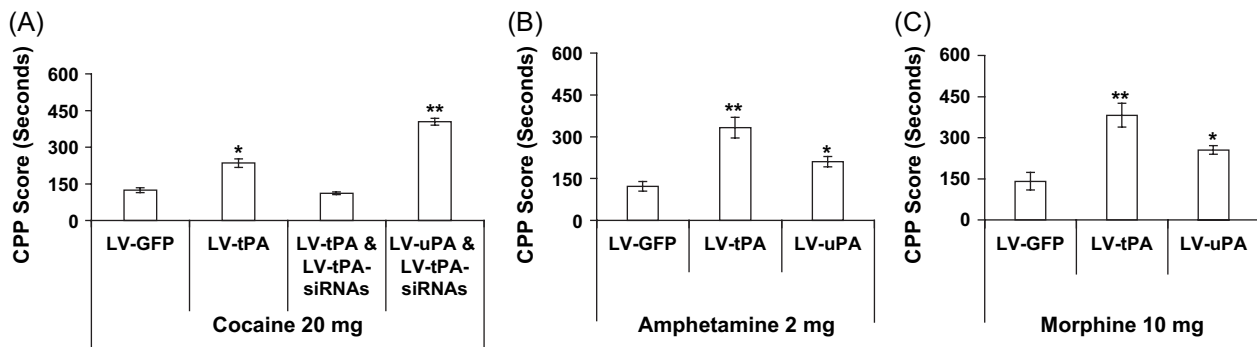 (A)
CPP Score (Seconds)
600
450
300
150
0
*
**
LV-GFP
LV-tPA
LV-tPA &
LV-tPA-
siRNAs
LV-uPA &
LV-tPA-
siRNAs
Cocaine 20 mg
(B)
CPP Score (Seconds)
600
450
300
150
0
**
*
LV-GFP
LV-tPA
LV-uPA
Amphetamine 2 mg
(C)
CPP Score (Seconds)
600
450
300
150
0
**
*
LV-GFP
LV-tPA
LV-uPA
Morphine 10 mg